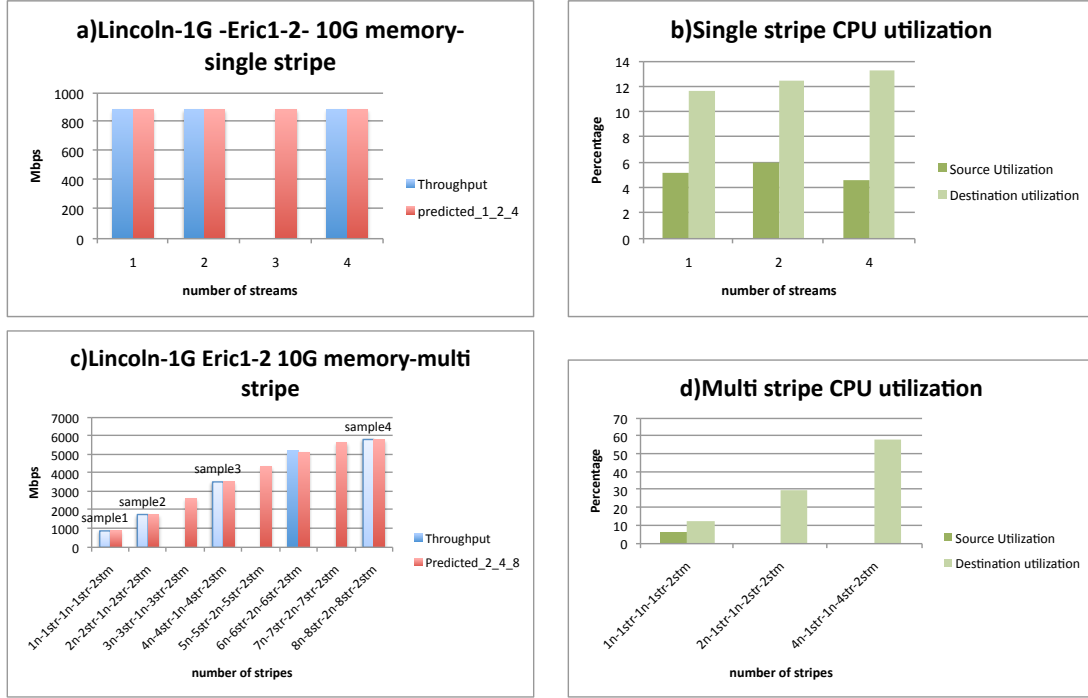 a)Lincoln-1G -Eric1-2- 10G memory-
single stripe
1000
800
600
400
200
0
Mbps
1 2 3 4
number of streams
Throughput
predicted_1_2_4
b)Single stripe CPU utilization
14
12
10
8
6
4
2
0
Percentage
1 2 4
number of streams
Source Utilization
Destination utilization
c)Lincoln-1G Eric1-2 10G memory-multi
stripe
7000
6000
5000
4000
3000
2000
1000
0
Mbps
sample1
sample2
sample3
sample4
1n-1str-1n-1str-2stm
2n-2str-1n-2str-2stm
3n-3str-1n-3str-2stm
4n-4str-1n-4str-2stm
5n-5str-2n-5str-2stm
6n-6str-2n-6str-2stm
7n-7str-2n-7str-2stm
8n-8str-2n-8str-2stm
number of stripes
Throughput
Predicted_2_4_8
d)Multi stripe CPU utilization
70
60
50
40
30
20
10
0
Percentage
1n-1str-1n-1str-2stm
2n-1str-1n-2str-2stm
4n-1str-1n-4str-2stm
number of stripes
Source Utilization
Destination utilization